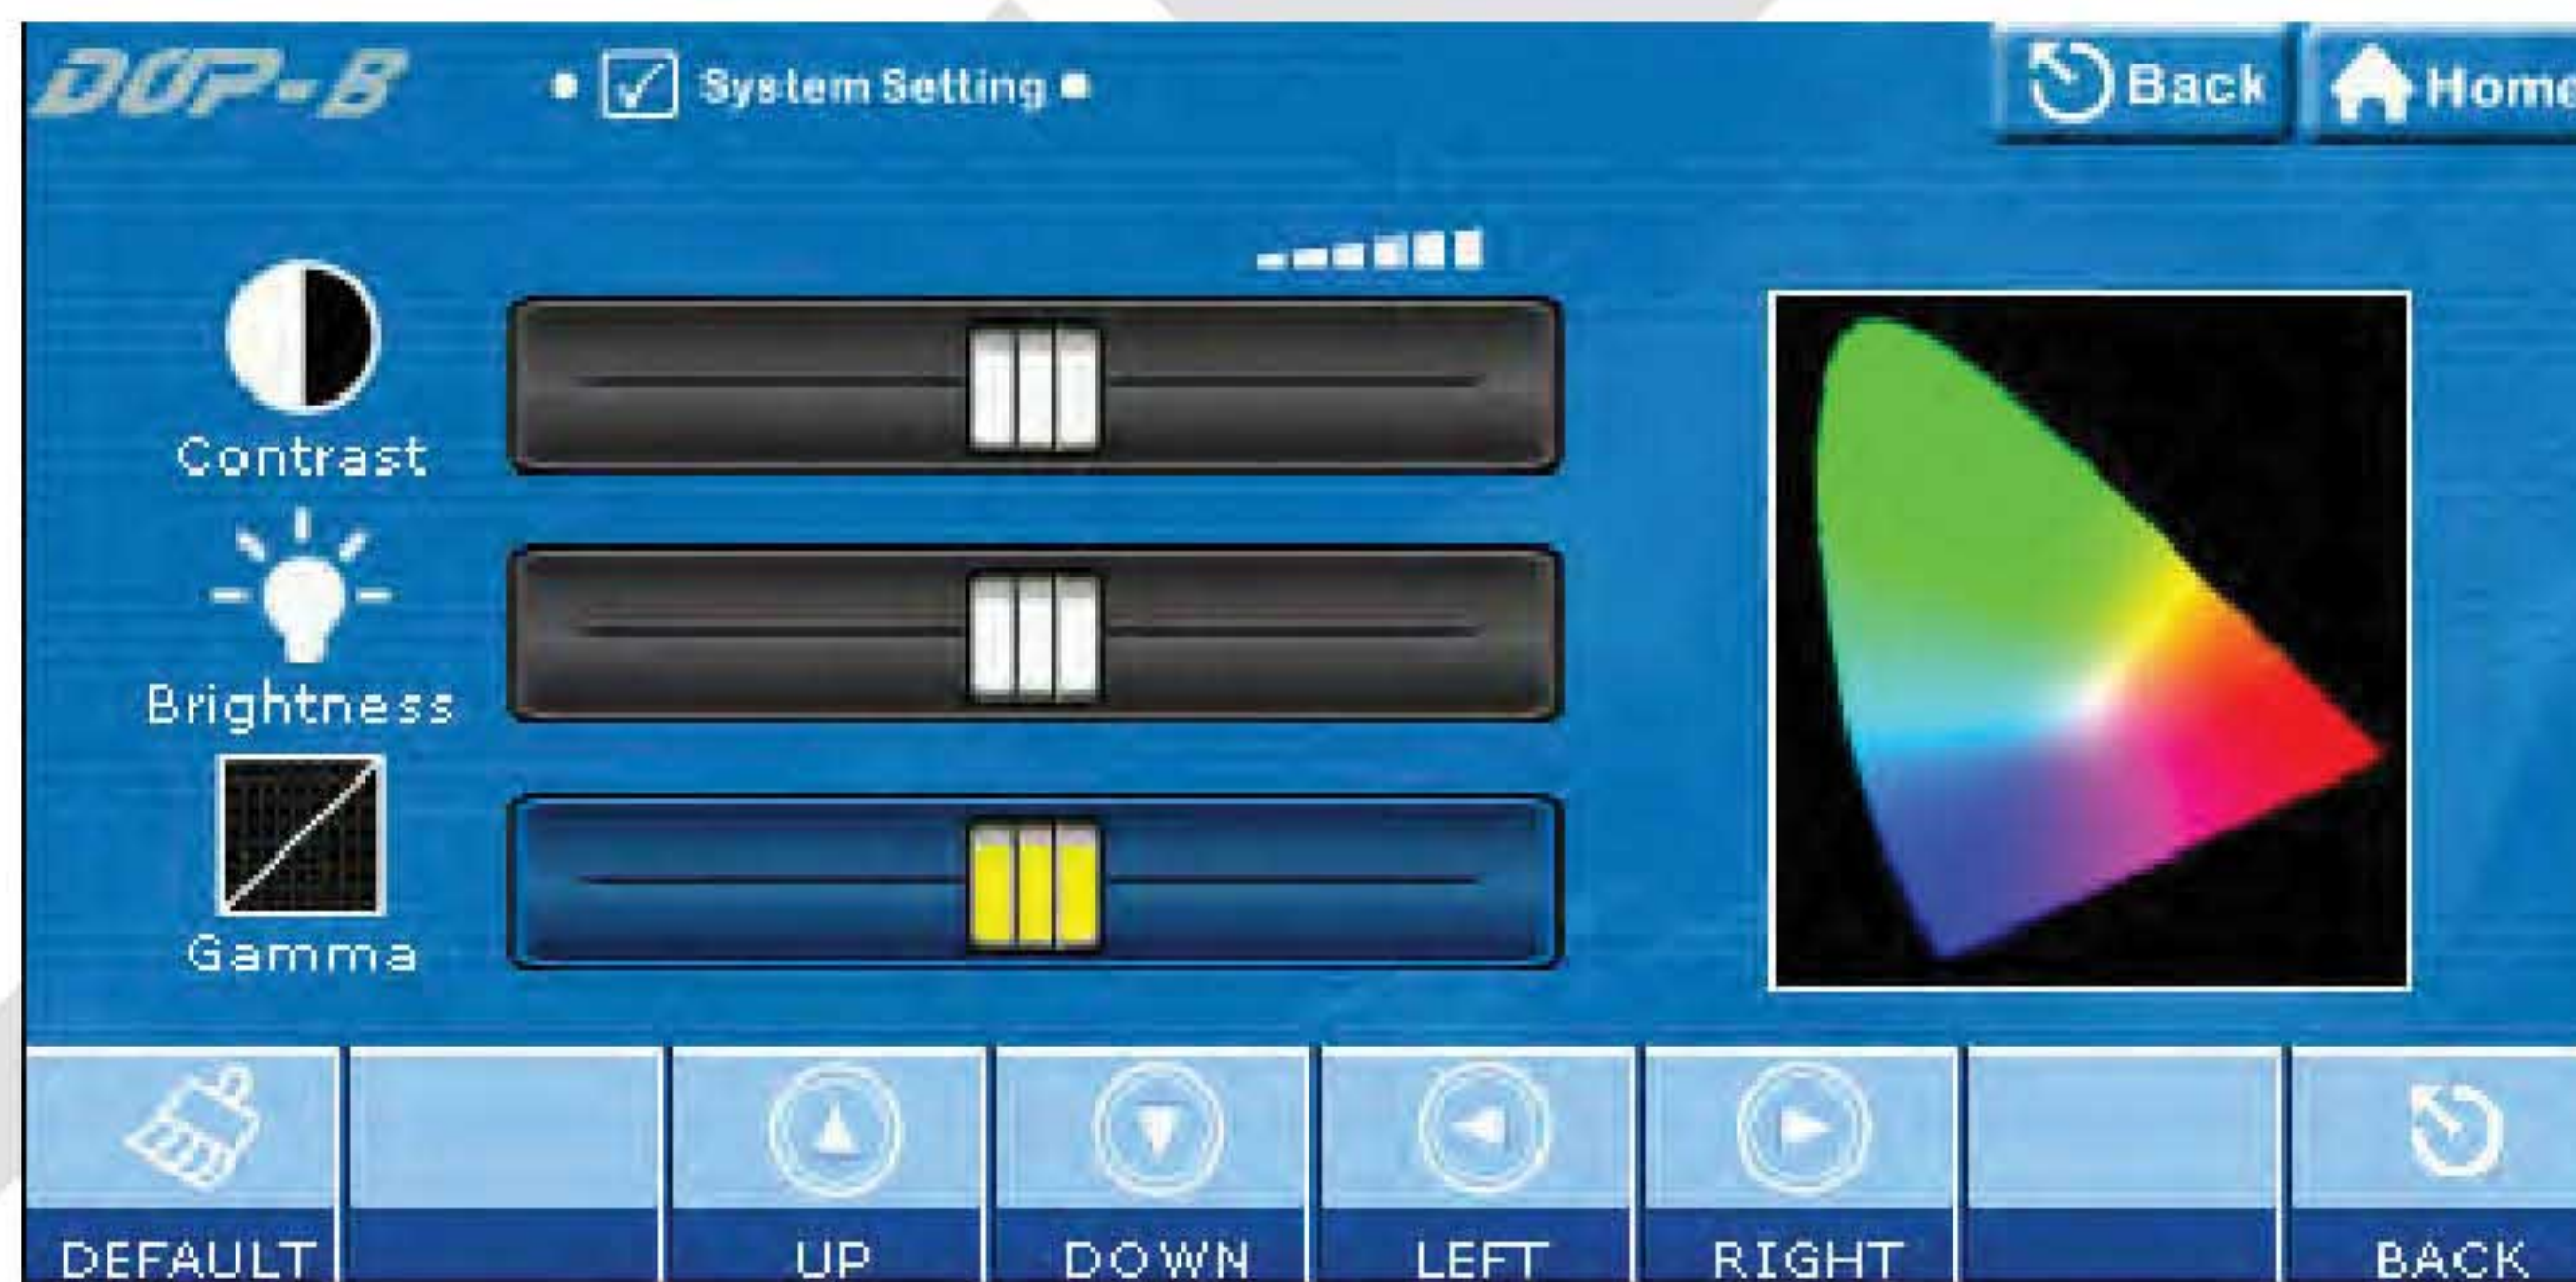 DOP-B
System Setting
Back
Home
Contrast
Brightness
Gamma
DEFAULT
UP
DOWN
LEFT
RIGHT
BACK